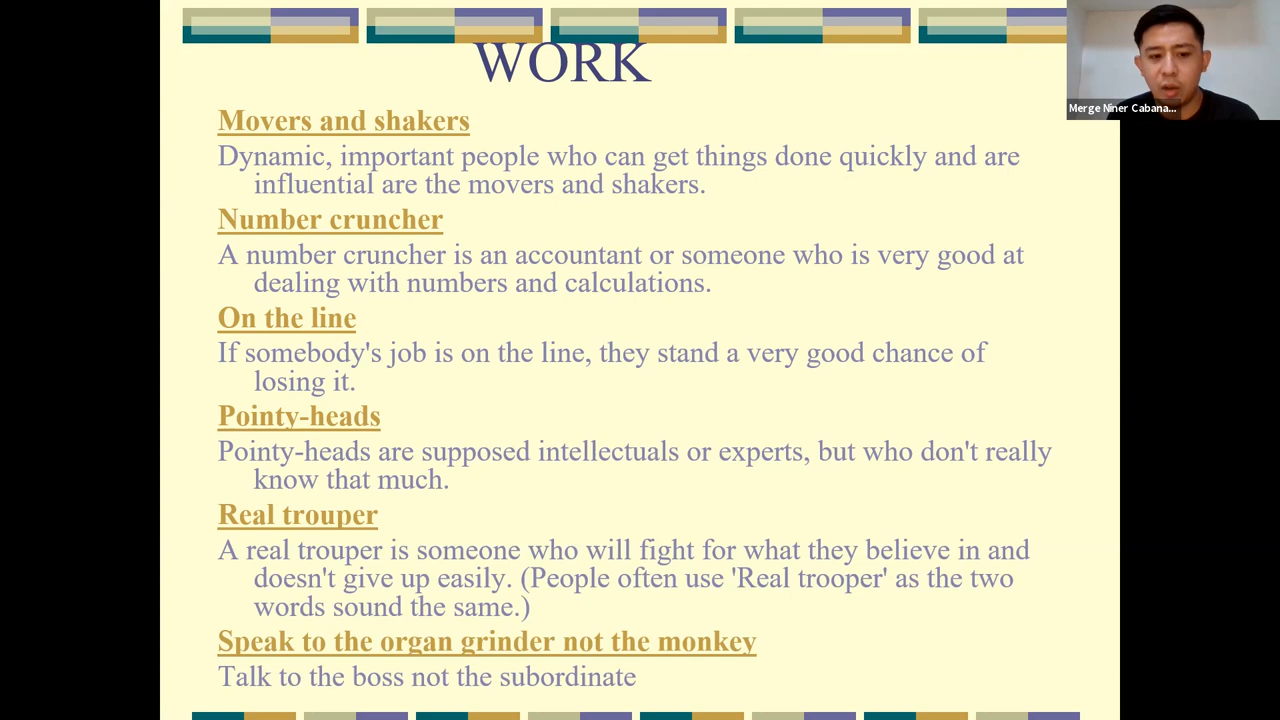 WORK
Merge Niner Cabana...
Movers and shakers
Dynamic, important people who can get things done quickly and are
influential are the movers and shakers.
Number cruncher
A number cruncher is an accountant or someone who is very good at
dealing with numbers and calculations.
On the line
If somebody's job is on the line, they stand a very good chance of
losing it.
Pointy-heads
Pointy-heads are supposed intellectuals or experts, but who don't really
know that much.
Real trouper
A real trouper is someone who will fight for what they believe in and
doesn't give up easily. (People often use 'Real trooper' as the two
words sound the same.)
Speak to the organ grinder not the monkey
Talk to the boss not the subordinate